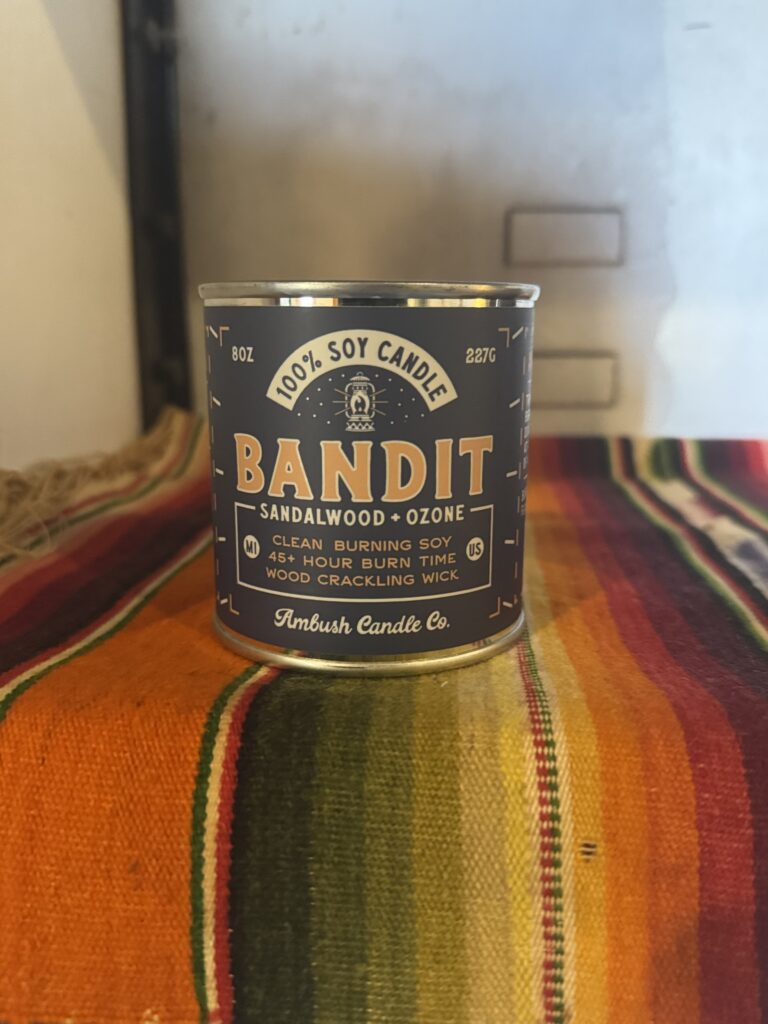 100% SOY CANDLE
8OZ
227G
BANDIT
SANDALWOOD + OZONE
MI
US
CLEAN BURNING SOY
45+ HOUR BURN TIME
WOOD CRACKLING WICK
Ambush Candle Co.